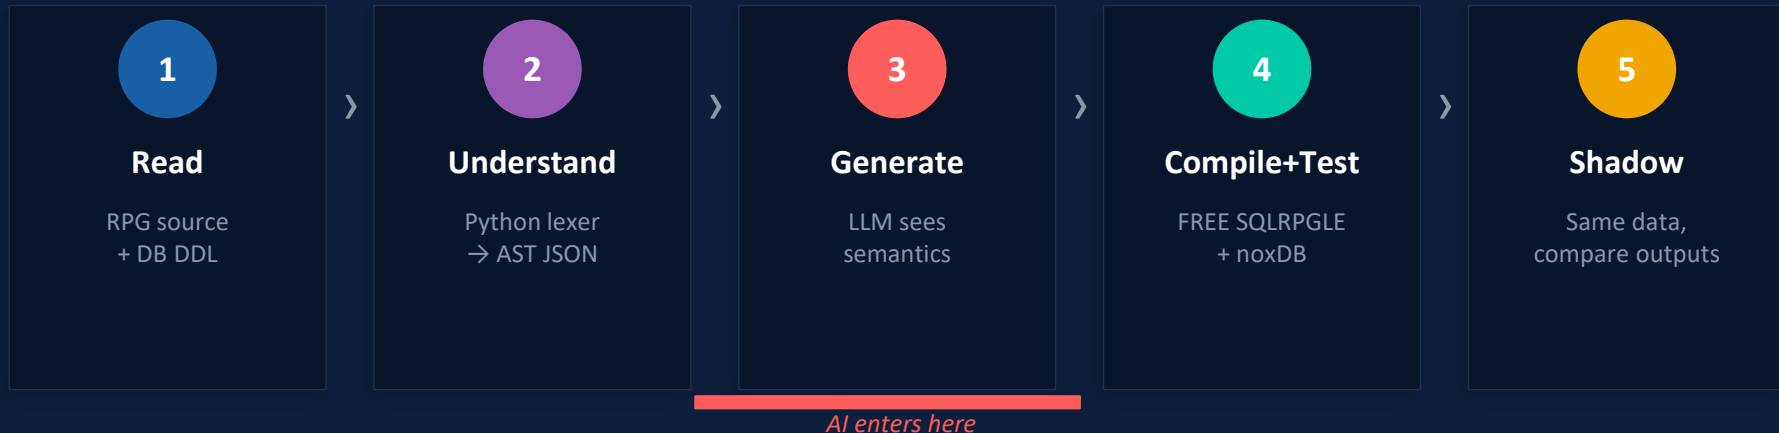 1
Read
RPG source
+ DB DDL
2
Understand
Python lexer
→ AST JSON
3
Generate
LLM sees
semantics
4
Compile+Test
FREE SQLRPGLE
+ noxDB
5
Shadow
Same data,
compare outputs
AI enters here